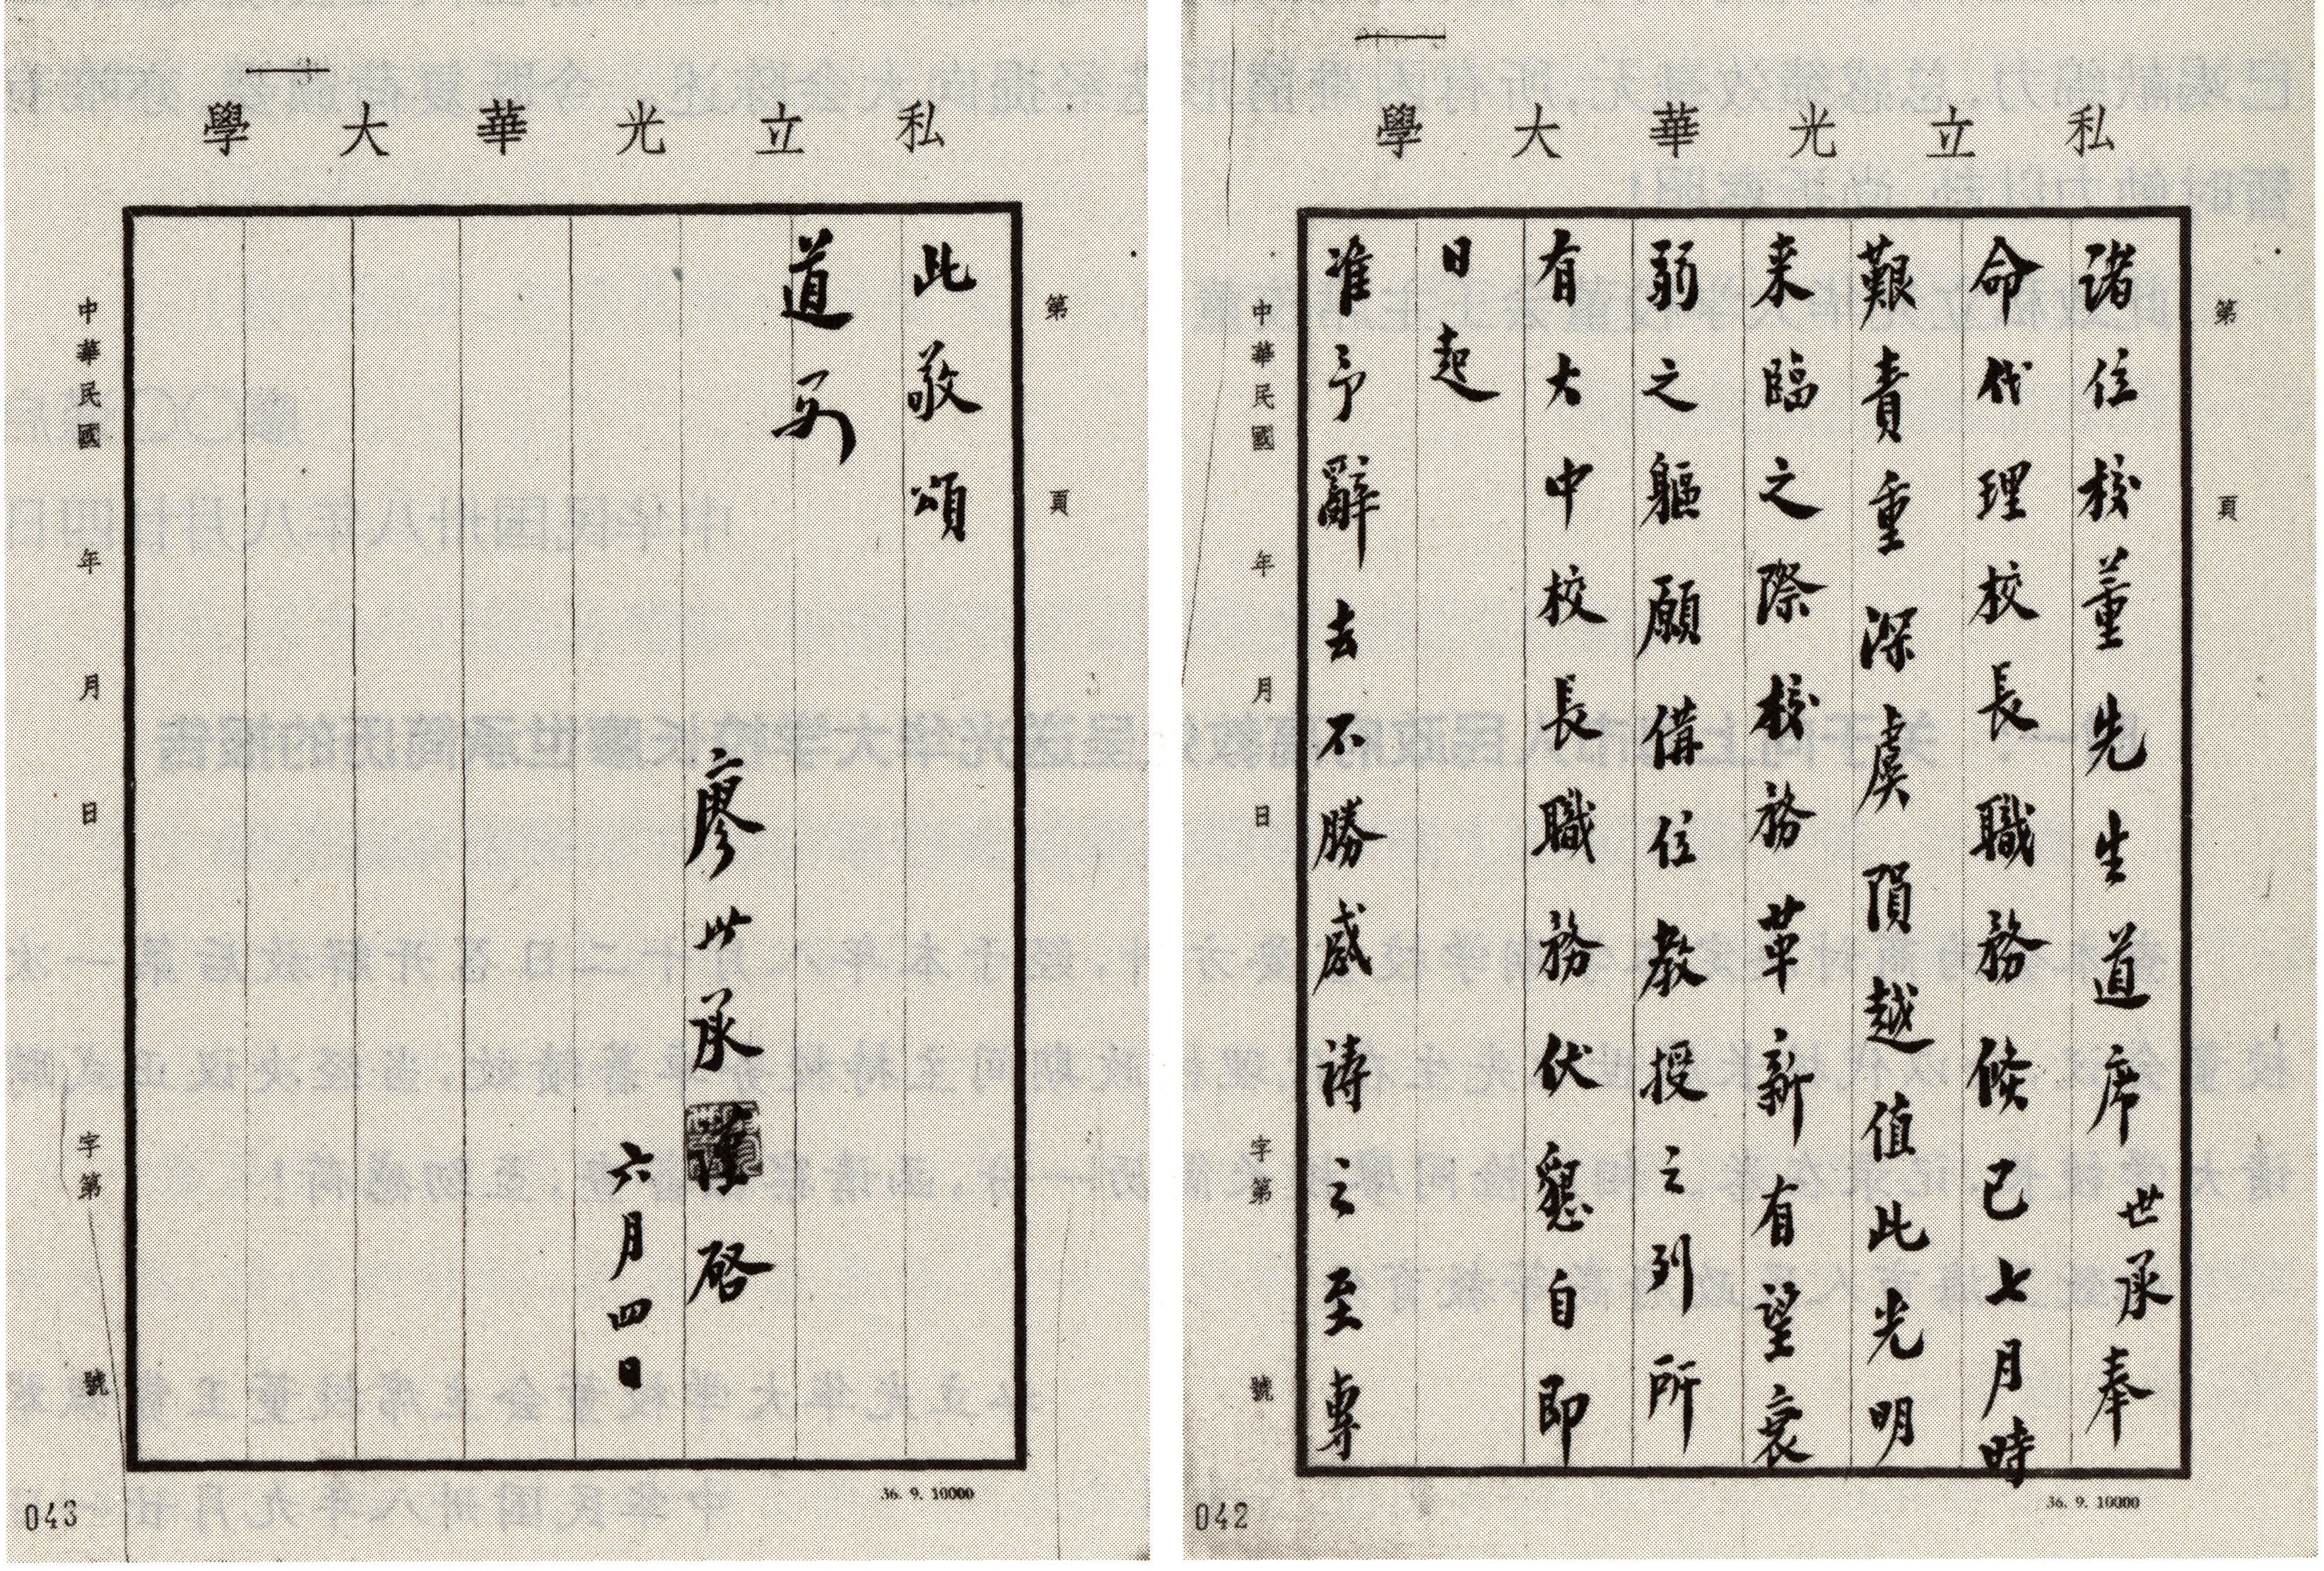 私立光華大學
第 頁
諸位校董先生道席世承奉
命代理校長職務倏已七月時
艱責重深虞隕越值此光明
来臨之際校務革新有望衰
弱之軀願備位教授之列所
有大中校長職務伏懇自即
日起
准予辭去不勝感禱之至專
中華民國 年 月 日 字第 號
36. 9. 10000
042
私立光華大學
第 頁
此敬頌
道安
廖世承謹啓
六月四日
中華民國 年 月 日 字第 號
36. 9. 10000
043